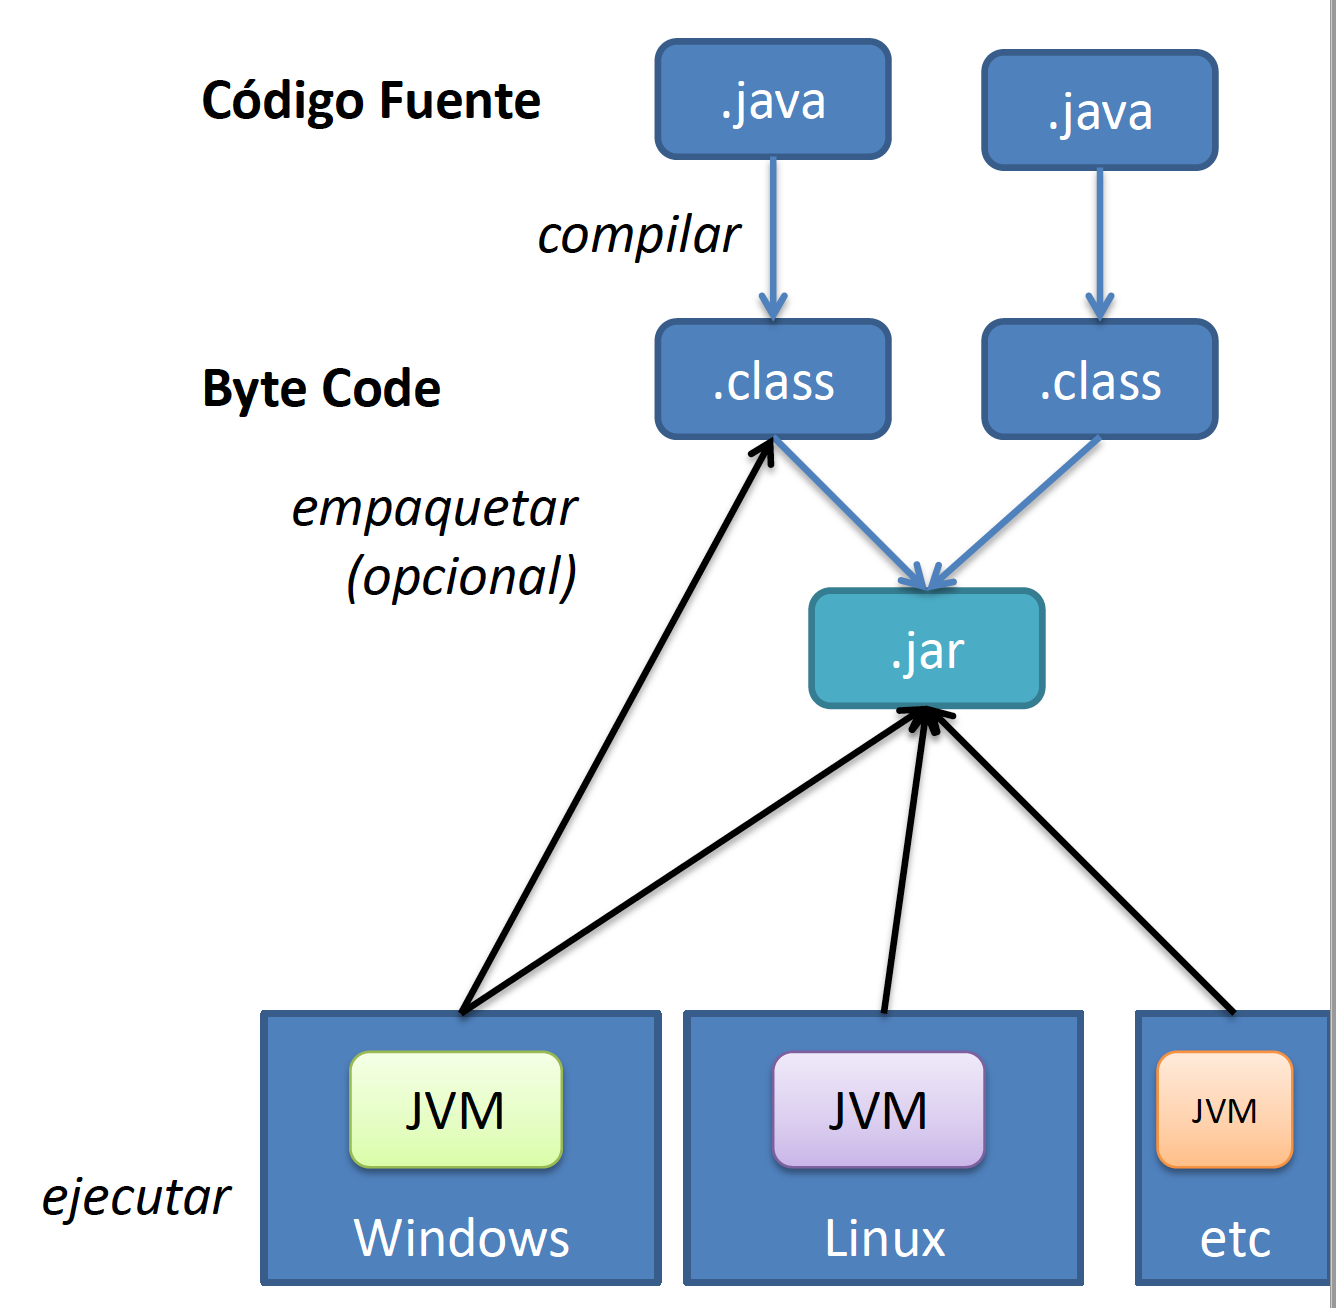 Código Fuente
.java
.java
compilar
Byte Code
.class
.class
empaquetar
(opcional)
.jar
JVM
JVM
JVM
ejecutar
Windows
Linux
etc